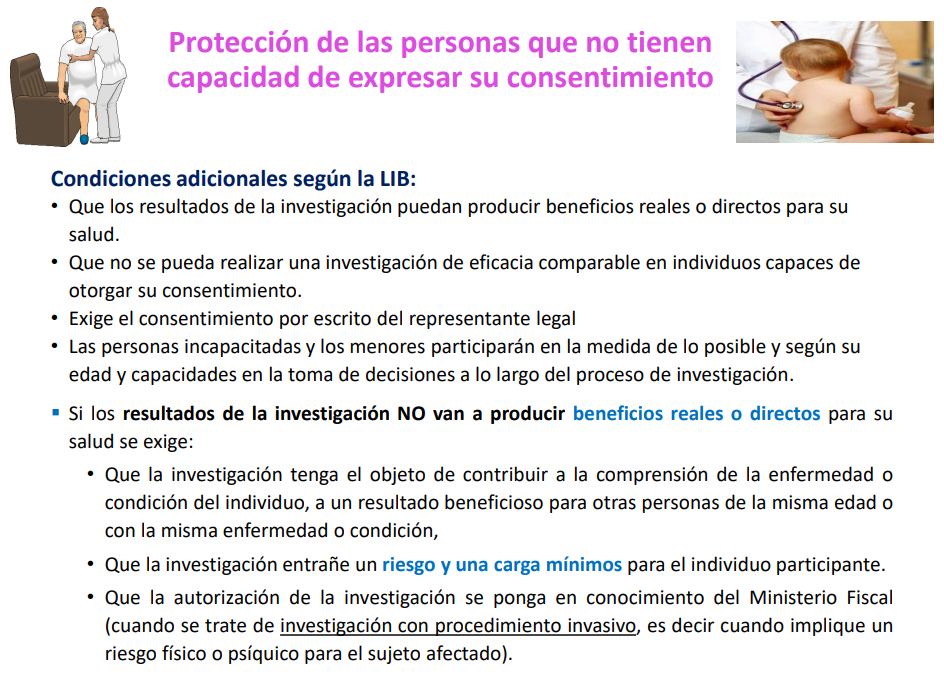 Protección de las personas que no tienen
capacidad de expresar su consentimiento
Condiciones adicionales según la LIB:
• Que los resultados de la investigación puedan producir beneficios reales o directos para su
salud.
• Que no se pueda realizar una investigación de eficacia comparable en individuos capaces de
otorgar su consentimiento.
• Exige el consentimiento por escrito del representante legal
• Las personas incapacitadas y los menores participarán en la medida de lo posible y según su
edad y capacidades en la toma de decisiones a lo largo del proceso de investigación.
▪ Si los resultados de la investigación NO van a producir beneficios reales o directos para su
salud se exige:
• Que la investigación tenga el objeto de contribuir a la comprensión de la enfermedad o
condición del individuo, a un resultado beneficioso para otras personas de la misma edad o
con la misma enfermedad o condición,
• Que la investigación entrañe un riesgo y una carga mínimos para el individuo participante.
• Que la autorización de la investigación se ponga en conocimiento del Ministerio Fiscal
(cuando se trate de investigación con procedimiento invasivo, es decir cuando implique un
riesgo físico o psíquico para el sujeto afectado).